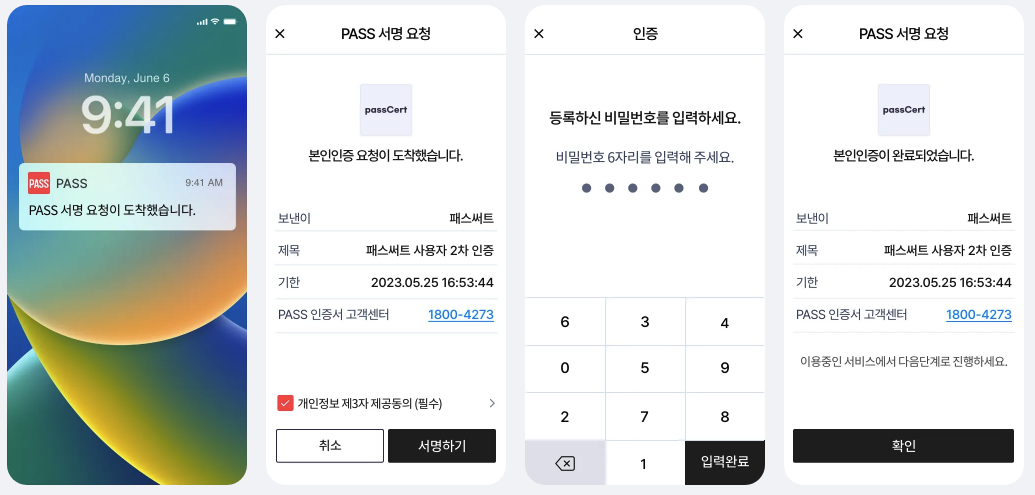 Monday, June 6
9:41
PASS
PASS
9:41 AM
PASS 서명 요청이 도착했습니다.
PASS 서명 요청
passCert
본인인증 요청이 도착했습니다.
보낸이 패스써트
제목 패스써트 사용자 2차 인증
기한 2023.05.25 16:53:44
PASS 인증서 고객센터 1800-4273
개인정보 제3자 제공동의 (필수)
취소
서명하기
인증
등록하신 비밀번호를 입력하세요.
비밀번호 6자리를 입력해 주세요.
6 3 4
0 5 9
2 7 8
1 입력완료
PASS 서명 요청
passCert
본인인증이 완료되었습니다.
보낸이 패스써트
제목 패스써트 사용자 2차 인증
기한 2023.05.25 16:53:44
PASS 인증서 고객센터 1800-4273
이용중인 서비스에서 다음단계로 진행하세요.
확인